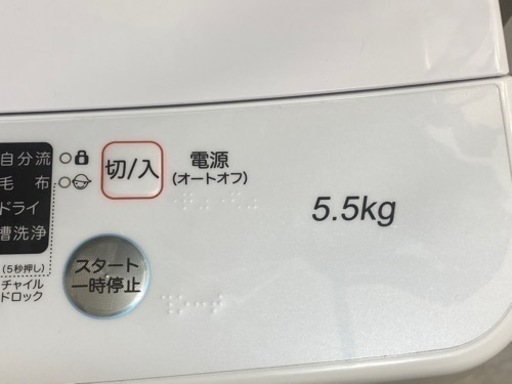 自分流
毛 布
ドライ
槽洗浄
(5秒押し)
チャイル
ドロック
切/入
電源
(オートオフ)
スタート
一時停止
5.5kg